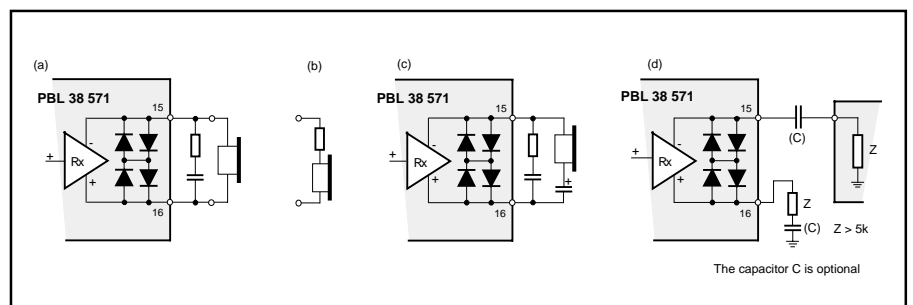 (a)
PBL 38 571
15
-
+
Rx
+
16
(b)
(c)
PBL 38 571
15
-
+
Rx
+
+
16
(d)
PBL 38 571
15
-
+
Rx
+
16
(C)
Z
Z
(C)
Z > 5k
The capacitor C is optional